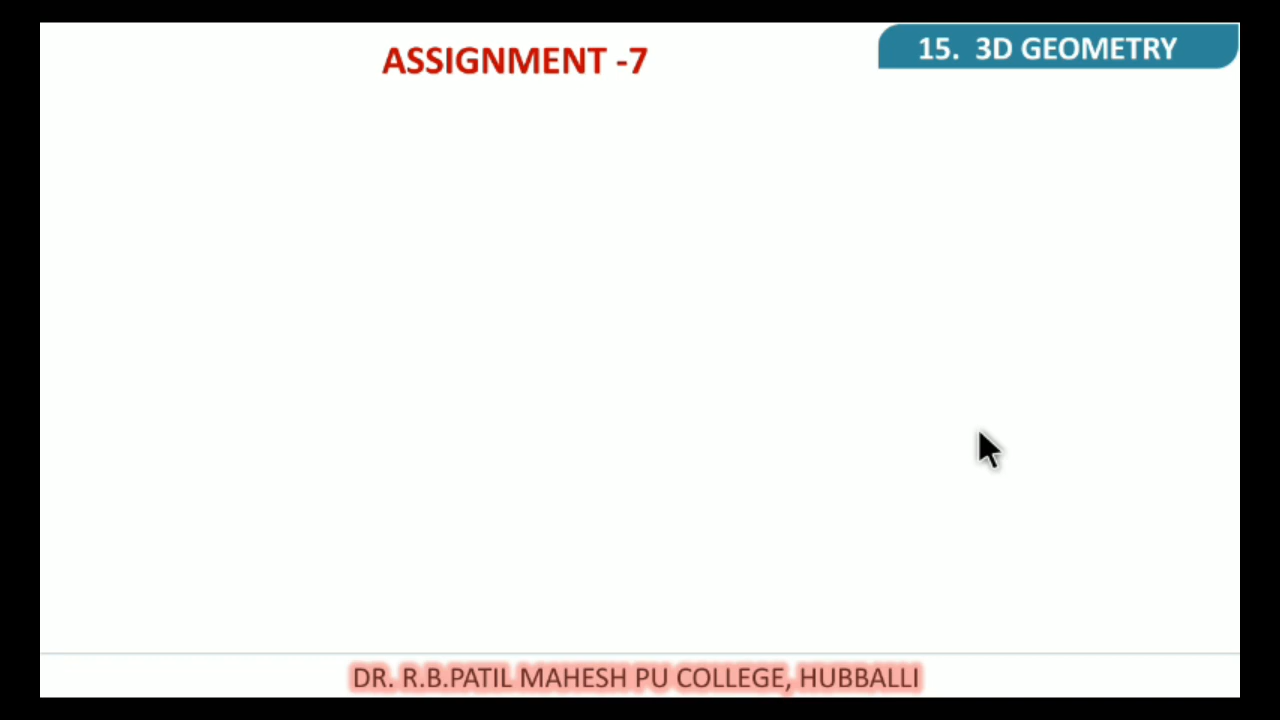 ASSIGNMENT -7
15. 3D GEOMETRY
DR. R.B.PATIL MAHESH PU COLLEGE, HUBBALLI